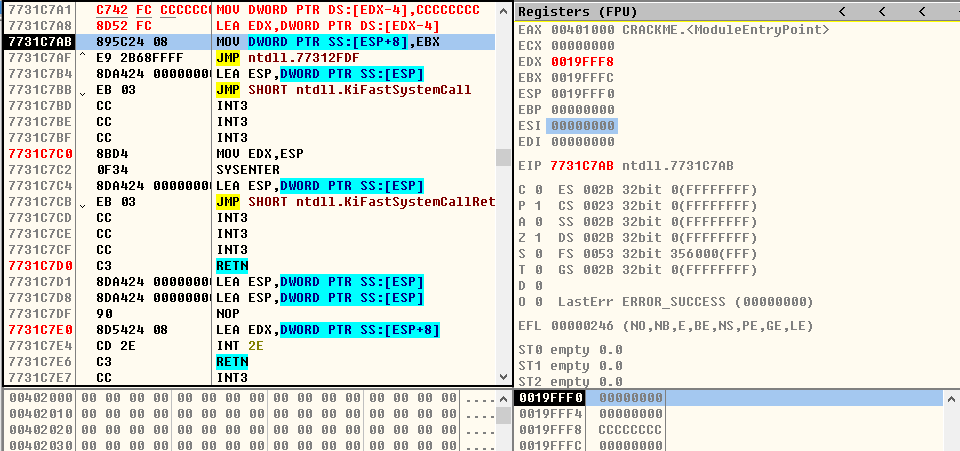 7731C7A1 C742 FC CCCCCCC MOV DWORD PTR DS:[EDX-4],CCCCCCCC
7731C7A8 8D52 FC LEA EDX,DWORD PTR DS:[EDX-4]
7731C7AB 895C24 08 MOV DWORD PTR SS:[ESP+8],EBX
7731C7AF ^ E9 2B68FFFF JMP ntdll.77312FDF
7731C7B4 8DA424 0000000 LEA ESP,DWORD PTR SS:[ESP]
7731C7BB EB 03 JMP SHORT ntdll.KiFastSystemCall
7731C7BD CC INT3
7731C7BE CC INT3
7731C7BF CC INT3
7731C7C0 8BD4 MOV EDX,ESP
7731C7C2 0F34 SYSENTER
7731C7C4 8DA424 0000000 LEA ESP,DWORD PTR SS:[ESP]
7731C7CB EB 03 JMP SHORT ntdll.KiFastSystemCallRet
7731C7CD CC INT3
7731C7CE CC INT3
7731C7CF CC INT3
7731C7D0 C3 RETN
7731C7D1 8DA424 0000000 LEA ESP,DWORD PTR SS:[ESP]
7731C7D8 8DA424 0000000 LEA ESP,DWORD PTR SS:[ESP]
7731C7DF 90 NOP
7731C7E0 8D5424 08 LEA EDX,DWORD PTR SS:[ESP+8]
7731C7E4 CD 2E INT 2E
7731C7E6 C3 RETN
7731C7E7 CC INT3
Registers (FPU) < < <
EAX 00401000 CRACKME.<ModuleEntryPoint>
ECX 00000000
EDX 0019FFF8
EBX 0019FFFC
ESP 0019FFF0
EBP 00000000
ESI 00000000
EDI 00000000
EIP 7731C7AB ntdll.7731C7AB
C 0 ES 002B 32bit 0(FFFFFFFF)
P 1 CS 0023 32bit 0(FFFFFFFF)
A 0 SS 002B 32bit 0(FFFFFFFF)
Z 1 DS 002B 32bit 0(FFFFFFFF)
S 0 FS 0053 32bit 356000(FFF)
T 0 GS 002B 32bit 0(FFFFFFFF)
D 0
O 0 LastErr ERROR_SUCCESS (00000000)
EFL 00000246 (NO,NB,E,BE,NS,PE,GE,LE)
ST0 empty 0.0
ST1 empty 0.0
ST2 empty 0.0
00402000 00 00 00 00 00 00 00 00 00 00 00 00 00 00 00 00 ....
00402010 00 00 00 00 00 00 00 00 00 00 00 00 00 00 00 00 ....
00402020 00 00 00 00 00 00 00 00 00 00 00 00 00 00 00 00 ....
00402030 00 00 00 00 00 00 00 00 00 00 00 00 00 00 00 00 ....
0019FFF0 00000000
0019FFF4 00000000
0019FFF8 CCCCCCCC
0019FFFC 00000000